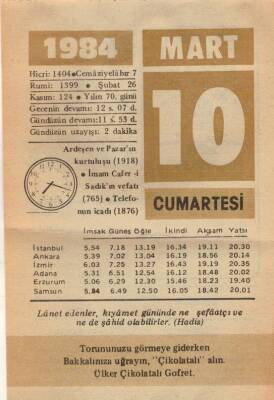 1984 MART
Hicri: 1404●Cemâziyelâhır 7
Rumi: 1399 ● Şubat 26
Kasım: 124 ● Yılın 70. günü
Gecenin devamı: 12 s. 07 d.
Gündüzün devamı: 11 s. 53 d.
Gündüzün uzayışı: 2 dakika
10
Ardeşen ve Pazar'ın
kurtuluşu (1918)
● İmam Cafer-i
Sadık'ın vefatı
(765) ● Telefo-
nun icadı (1876)
CUMARTESİ
İmsak Güneş Öğle İkindi Akşam Yatsı
İstanbul 5.54 7.18 13.19 16.34 19.11 20.30
Ankara 5.39 7.02 13.04 16.19 18.56 20.14
İzmir 6.03 7.25 13.27 16.43 19.19 20.35
Adana 5.31 6.51 12.54 16.12 18.48 20.02
Erzurum 5.06 6.29 12.30 15.46 18.23 19.40
Samsun 5.24 6.49 12.50 16.05 18.42 20.01
Lânet edenler, kıyâmet gününde ne şefâatçı ve
ne de şâhid olabilirler. (Hadis)
Torununuzu görmeye giderken
Bakkalınıza uğrayın, "Çikolatalı" alın.
Ülker Çikolatalı Gofret.